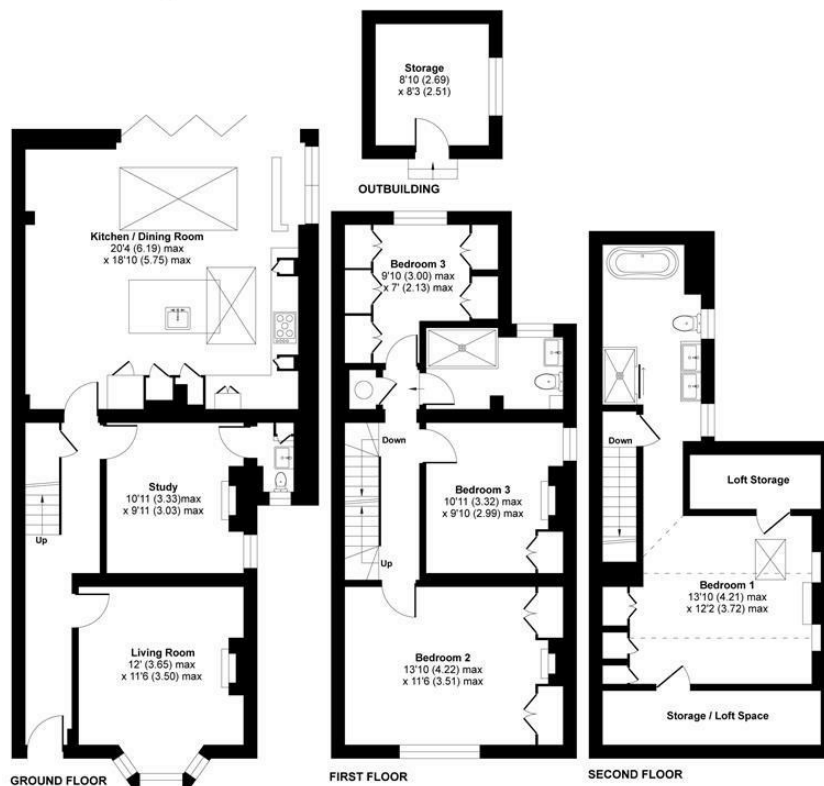 Storage
8'10 (2.69)
x 8'3 (2.51)
OUTBUILDING
Kitchen / Dining Room
20'4 (6.19) max
x 18'10 (5.75) max
Study
10'11 (3.33)max
x 9'11 (3.03) max
Up
Living Room
12' (3.65) max
x 11'6 (3.50) max
GROUND FLOOR
Bedroom 3
9'10 (3.00) max
x 7' (2.13) max
Down
Bedroom 3
10'11 (3.32) max
x 9'10 (2.99) max
Up
Bedroom 2
13'10 (4.22) max
x 11'6 (3.51) max
FIRST FLOOR
Down
Loft Storage
Bedroom 1
13'10 (4.21) max
x 12'2 (3.72) max
Storage / Loft Space
SECOND FLOOR